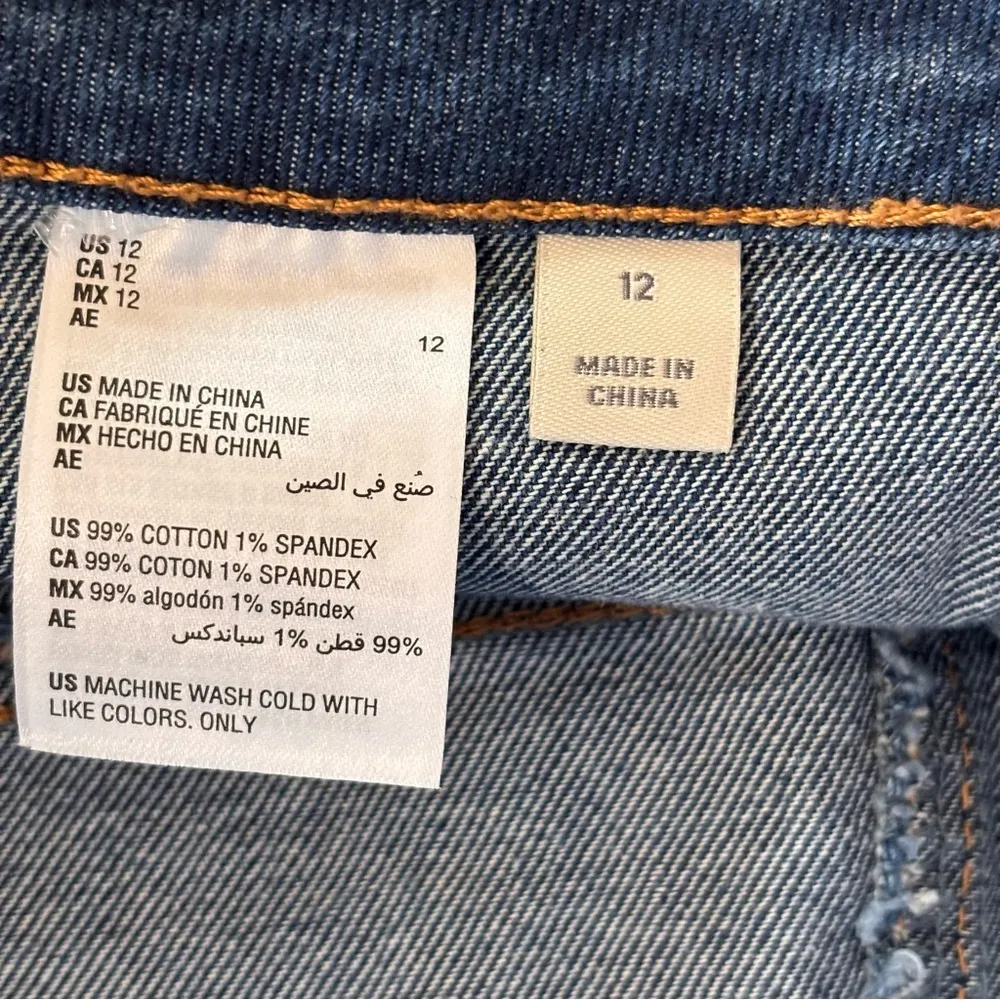 US 12
CA 12
MX 12
AE
12
US MADE IN CHINA
CA FABRIQUÉ EN CHINE
MX HECHO EN CHINA
AE
صُنع في الصين
US 99% COTTON 1% SPANDEX
CA 99% COTON 1% SPANDEX
MX 99% algodón 1% spándex
AE
99% قطن 1% سباندكس
US MACHINE WASH COLD WITH
LIKE COLORS. ONLY
12
MADE IN
CHINA